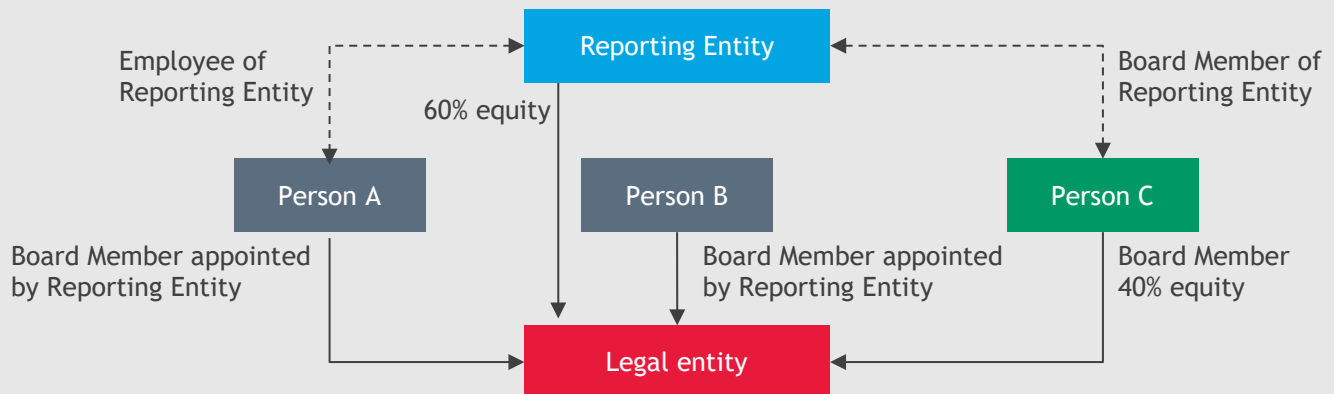 Reporting Entity
Employee of
Reporting Entity
60% equity
Board Member of
Reporting Entity
Person A
Person B
Person C
Board Member appointed
by Reporting Entity
Board Member appointed
by Reporting Entity
Board Member
40% equity
Legal entity